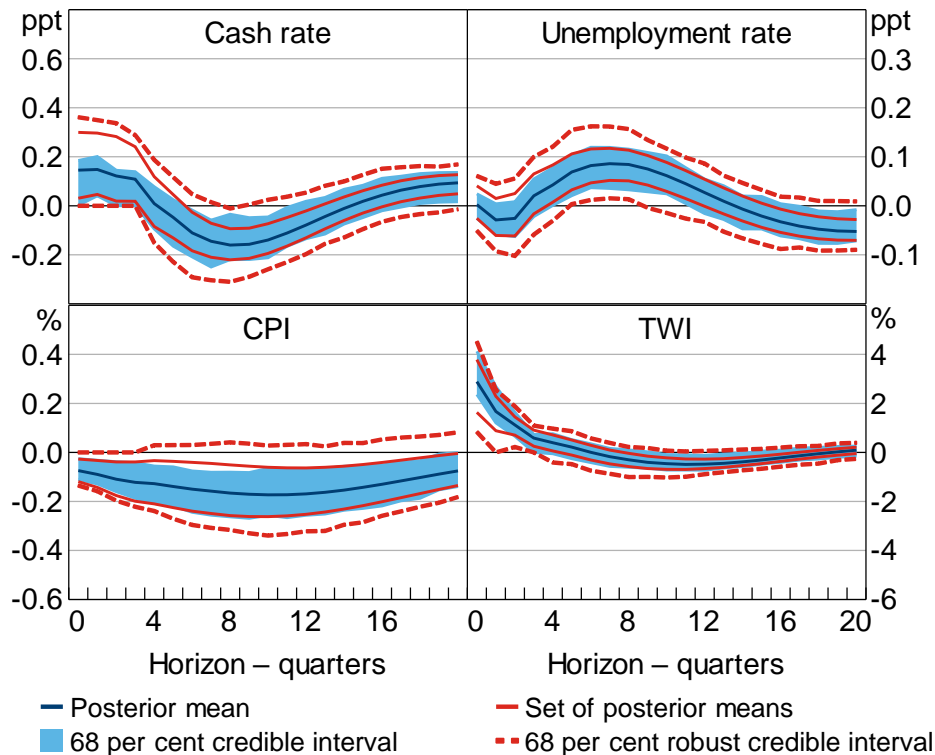 ppt Cash rate Unemployment rate ppt
0.6 0.3
0.4 0.2
0.2 0.1
0.0 0.0
-0.2 -0.1
% CPI TWI %
0.4 4
0.2 2
0.0 0
-0.2 -2
-0.4 -4
-0.6 -6
0 4 8 12 16 0 4 8 12 16 20
Horizon – quarters Horizon – quarters
Posterior mean Set of posterior means
68 per cent credible interval 68 per cent robust credible interval